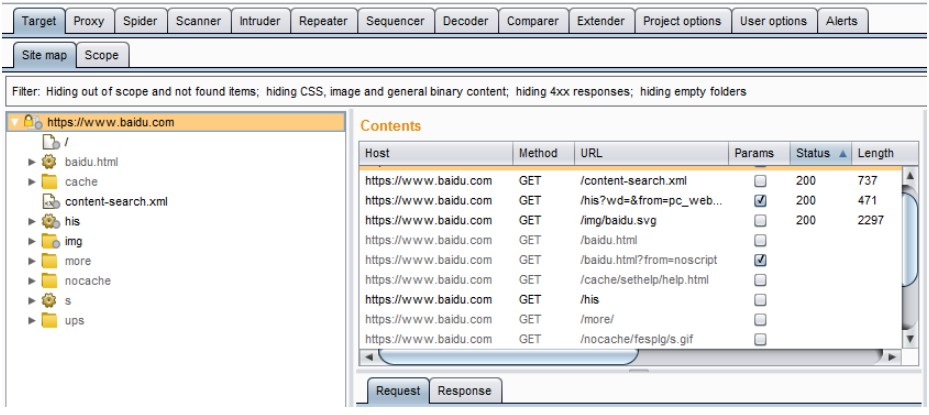 Target Proxy Spider Scanner Intruder Repeater Sequencer Decoder Comparer Extender Project options User options Alerts
Site map Scope
Filter: Hiding out of scope and not found items; hiding CSS, image and general binary content; hiding 4xx responses; hiding empty folders
https://www.baidu.com
/
baidu.html
cache
content-search.xml
his
img
more
nocache
s
ups
Contents
Host Method URL Params Status Length
https://www.baidu.com GET /content-search.xml 200 737
https://www.baidu.com GET /his?wd=&from=pc_web... 200 471
https://www.baidu.com GET /img/baidu.svg 200 2297
https://www.baidu.com GET /baidu.html
https://www.baidu.com GET /baidu.html?from=noscript
https://www.baidu.com GET /cache/sethelp/help.html
https://www.baidu.com GET /his
https://www.baidu.com GET /more/
https://www.baidu.com GET /nocache/fesplg/s.gif
Request Response